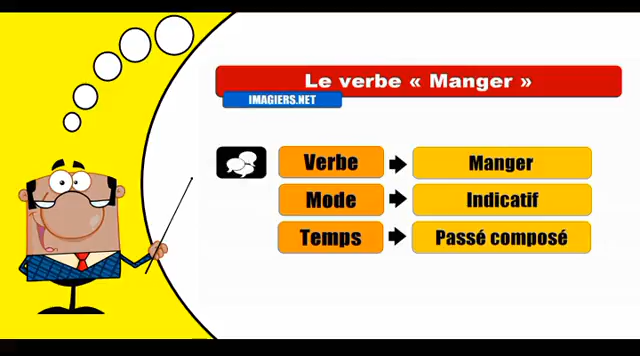 Le verbe « Manger »
IMAGIERS.NET
Verbe Manger
Mode Indicatif
Temps Passé composé